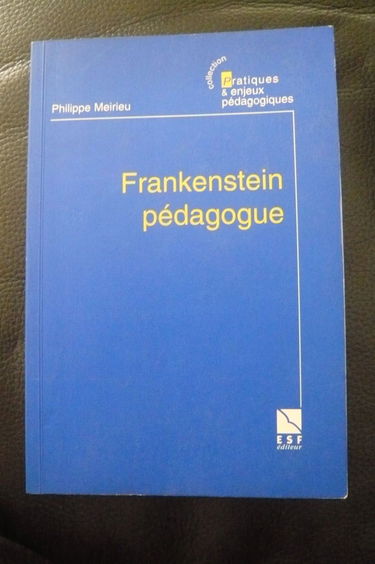 Philippe Meirieu
collection
Pratiques
& enjeux
pédagogiques
Frankenstein
pédagogue
ESF
éditeur